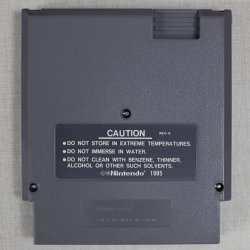 CAUTION
REV-A
•DO NOT STORE IN EXTREME TEMPERATURES.
•DO NOT IMMERSE IN WATER.
•DO NOT CLEAN WITH BENZENE, THINNER,
ALCOHOL OR OTHER SUCH SOLVENTS.
©®Nintendo® 1985